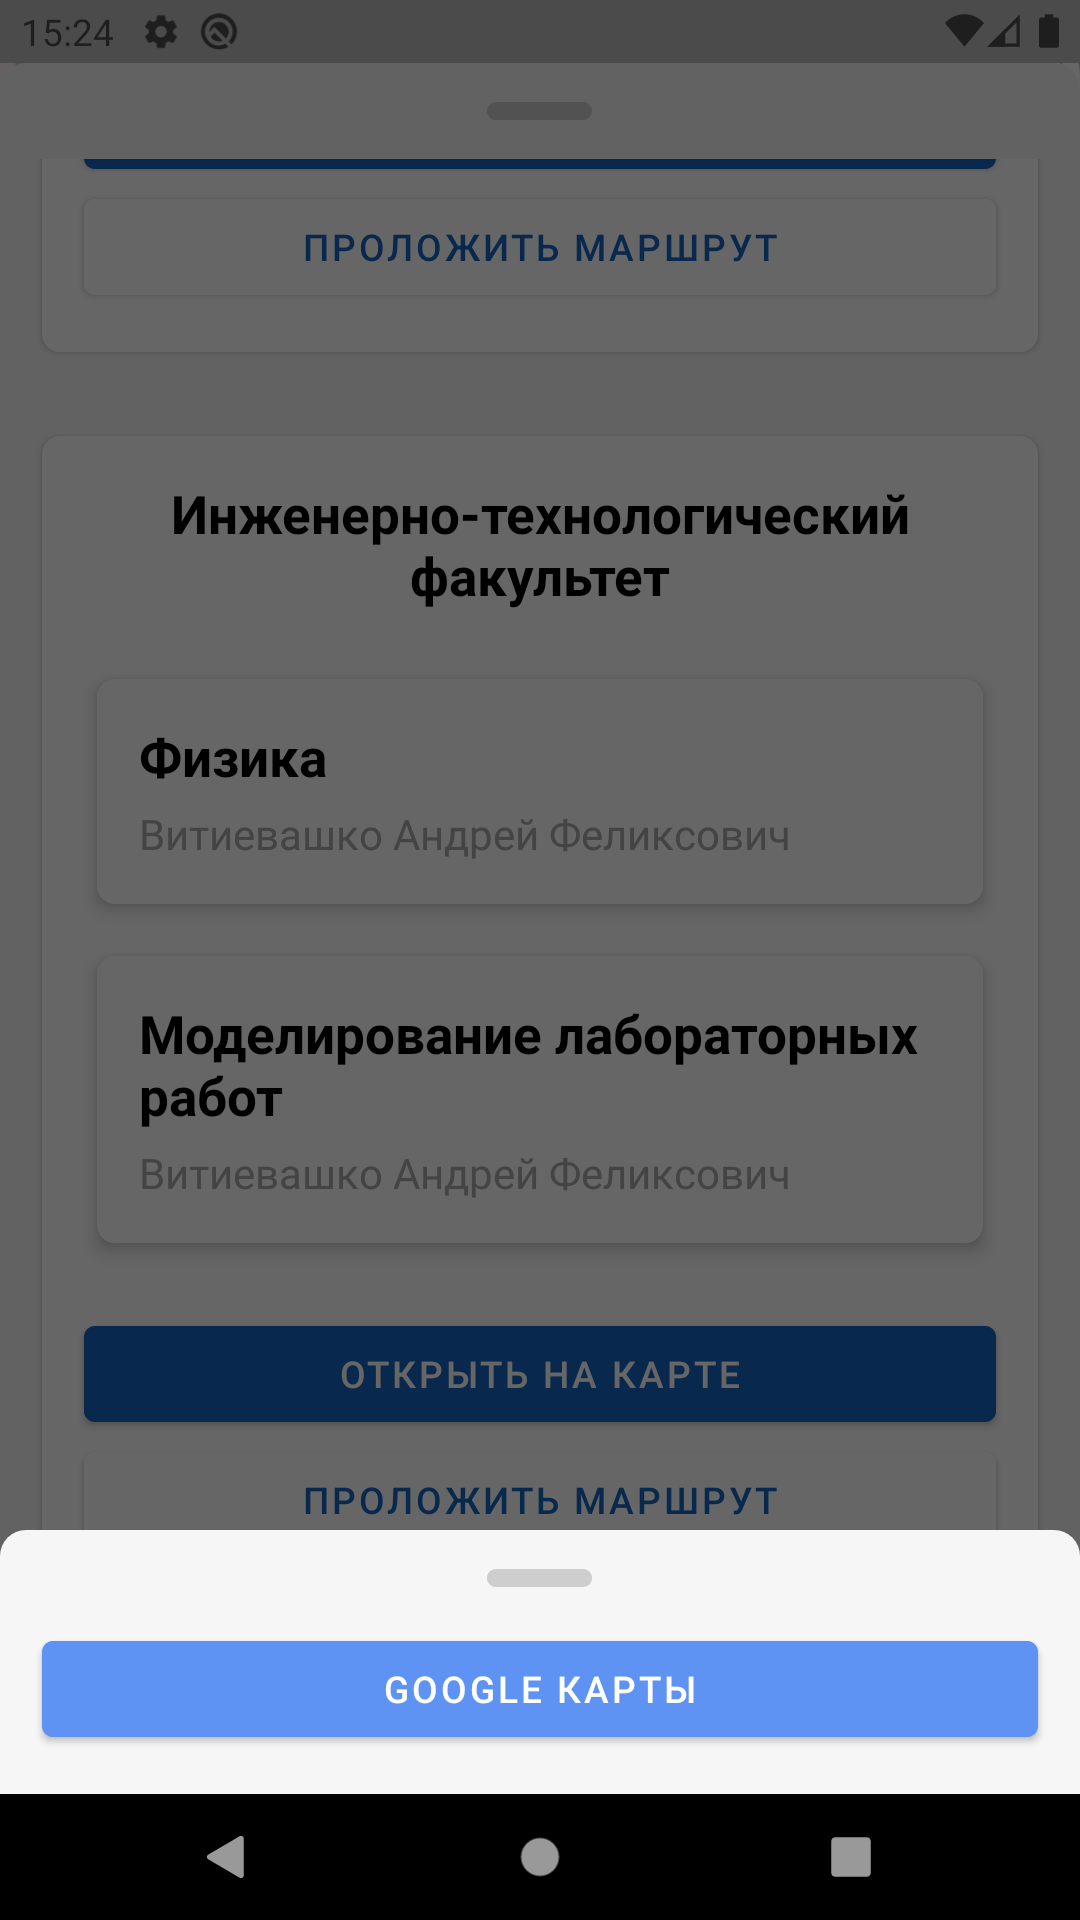 15:24
ПРОЛОЖИТЬ МАРШРУТ
Инженерно-технологический
факультет
Физика
Витиевашко Андрей Феликсович
Моделирование лабораторных
работ
Витиевашко Андрей Феликсович
ОТКРЫТЬ НА КАРТЕ
ПРОЛОЖИТЬ МАРШРУТ
GOOGLE КАРТЫ